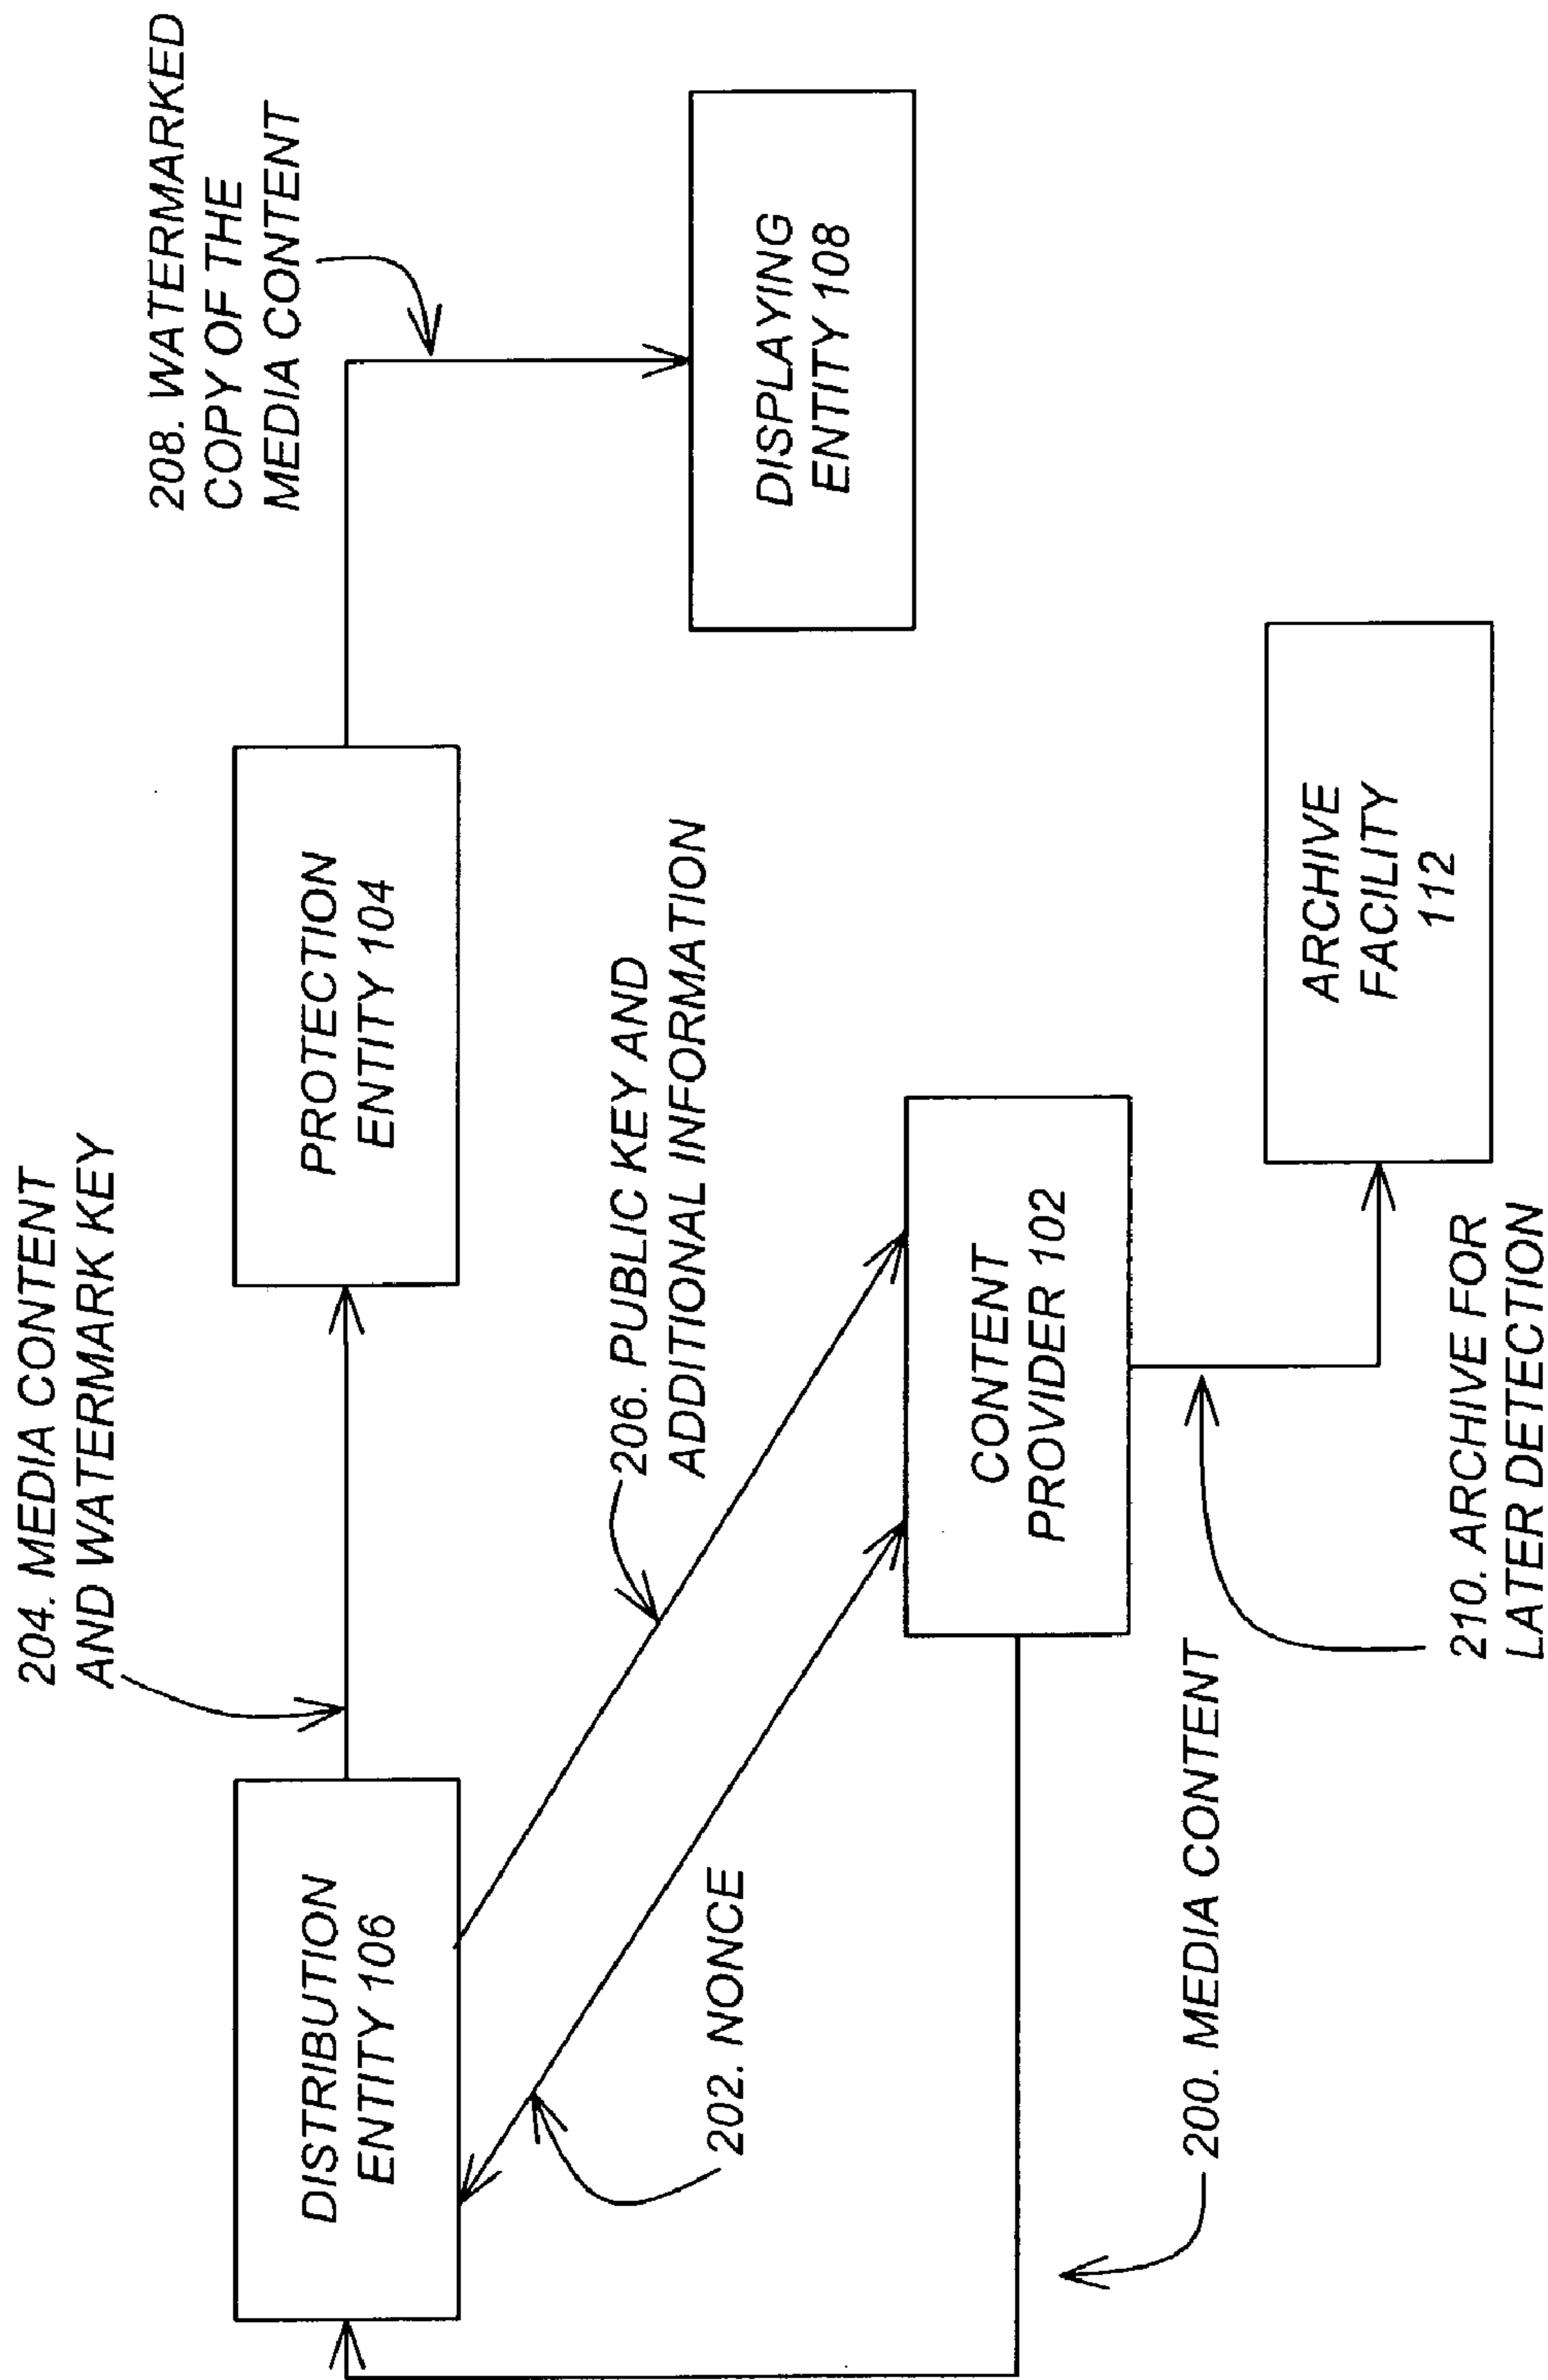 204. MEDIA CONTENT
AND WATERMARK KEY
208. WATERMARKED
COPY OF THE
MEDIA CONTENT
DISTRIBUTION
ENTITY 106
PROTECTION
ENTITY 104
206. PUBLIC KEY AND
ADDITIONAL INFORMATION
202. NONCE
DISPLAYING
ENTITY 108
CONTENT
PROVIDER 102
200. MEDIA CONTENT
ARCHIVE
FACILITY
112
210. ARCHIVE FOR
LATER DETECTION